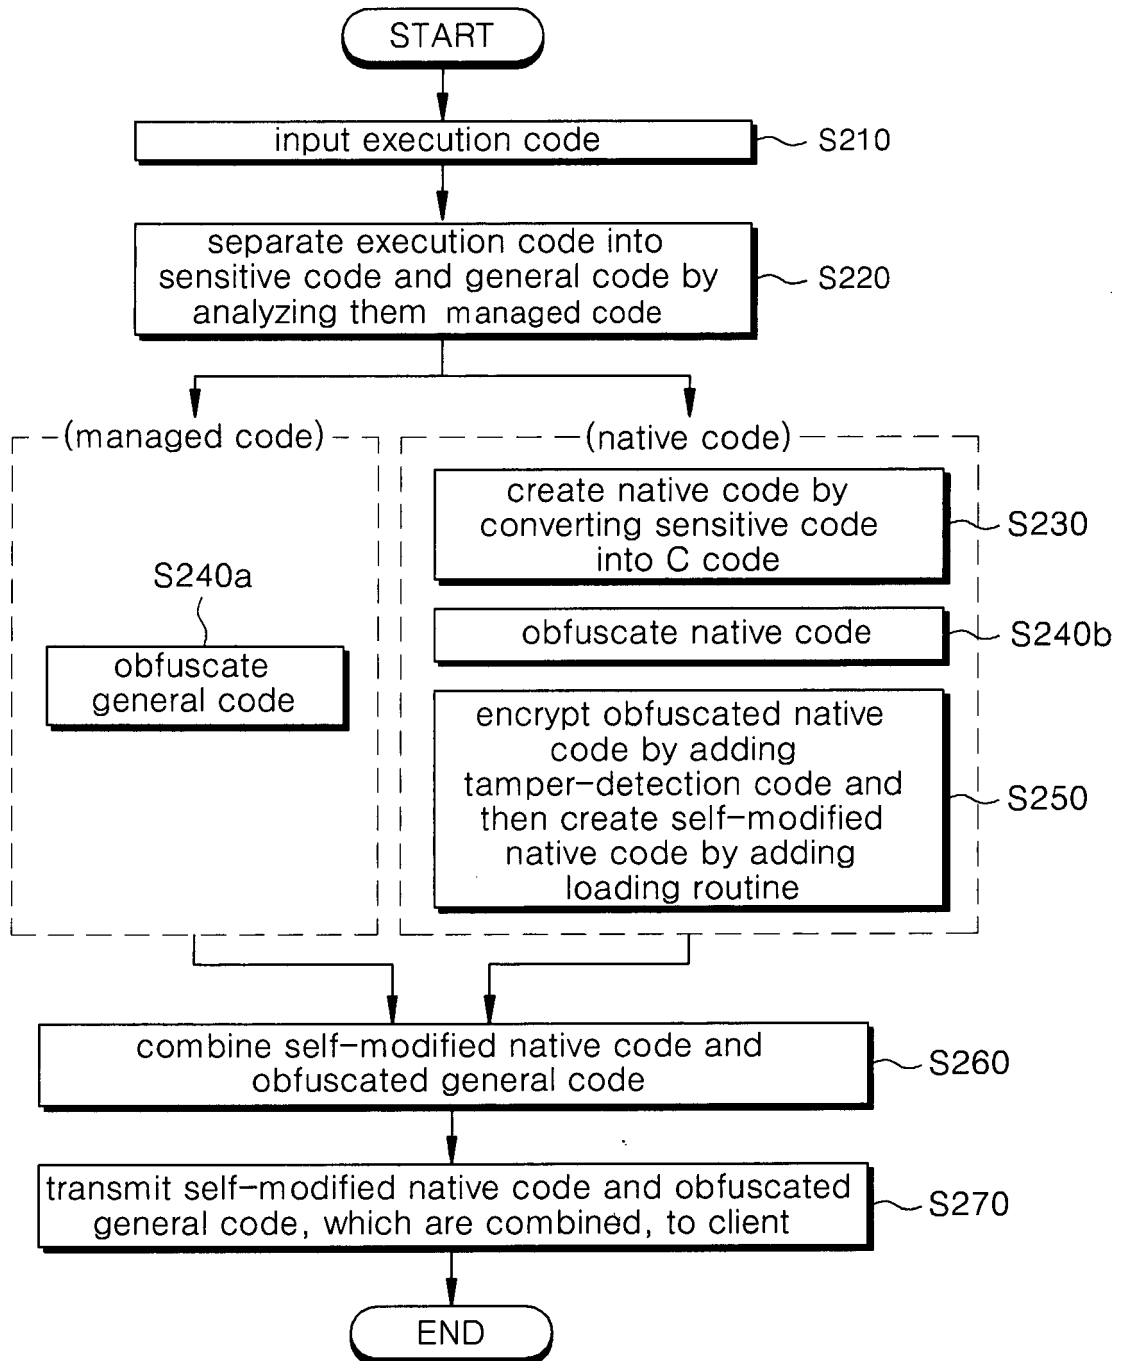 START
input execution code
S210
separate execution code into
sensitive code and general code by
analyzing them managed code
S220
(managed code)
S240a
obfuscate
general code
(native code)
create native code by
converting sensitive code
into C code
S230
obfuscate native code
S240b
encrypt obfuscated native
code by adding
tamper-detection code and
then create self-modified
native code by adding
loading routine
S250
combine self-modified native code and
obfuscated general code
S260
transmit self-modified native code and obfuscated
general code, which are combined, to client
S270
END